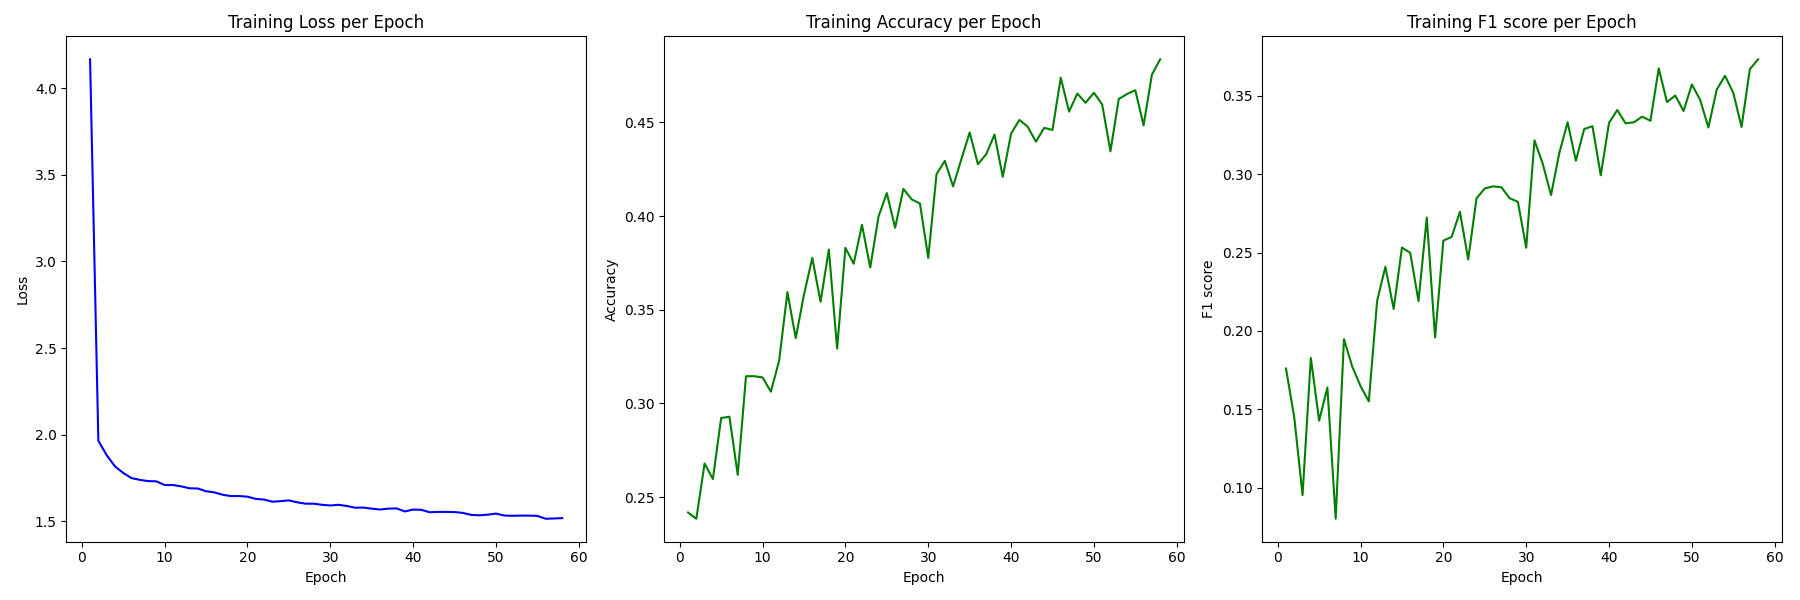 Training Loss per Epoch
Loss
4.0
3.5
3.0
2.5
2.0
1.5
0 10 20 30 40 50 60
Epoch
Training Accuracy per Epoch
Accuracy
0.45
0.40
0.35
0.30
0.25
0 10 20 30 40 50 60
Epoch
Training F1 score per Epoch
F1 score
0.35
0.30
0.25
0.20
0.15
0.10
0 10 20 30 40 50 60
Epoch